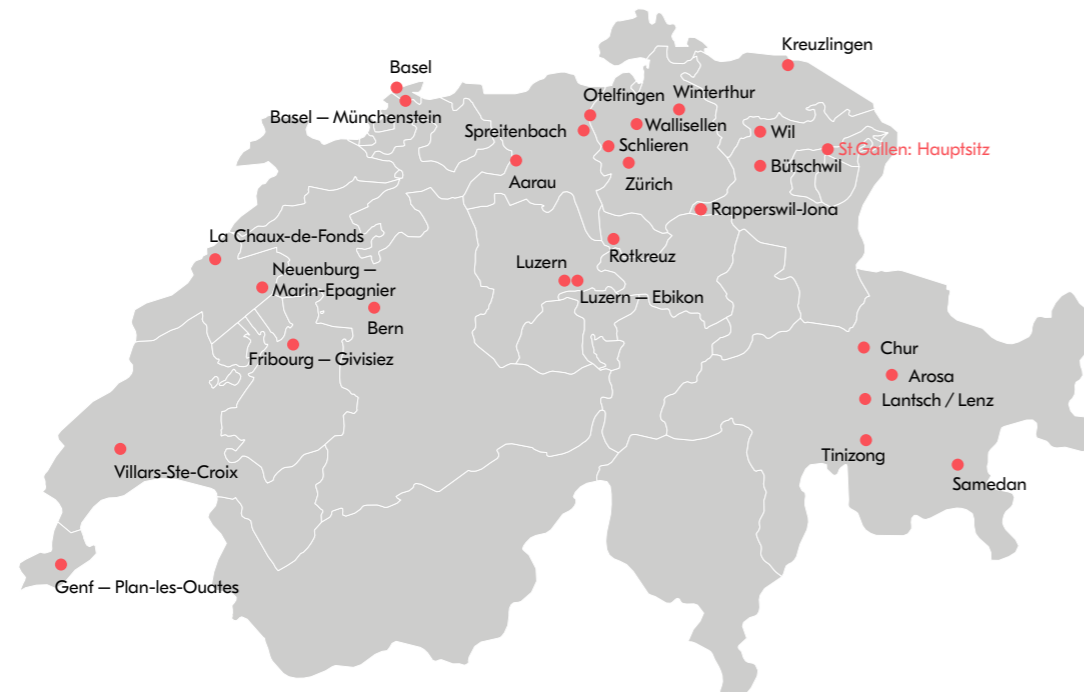 Kreuzlingen
Basel
Otelfingen
Winterthur
Basel – Münchenstein
Spreitenbach
Wallisellen
Wil
Schlieren
St.Gallen: Hauptsitz
Aarau
Zürich
Bütschwil
Rapperswil-Jona
La Chaux-de-Fonds
Rotkreuz
Neuenburg –
Marin-Epagnier
Luzern
Luzern – Ebikon
Bern
Fribourg – Givisiez
Chur
Arosa
Lantsch / Lenz
Tinizong
Villars-Ste-Croix
Samedan
Genf – Plan-les-Ouates